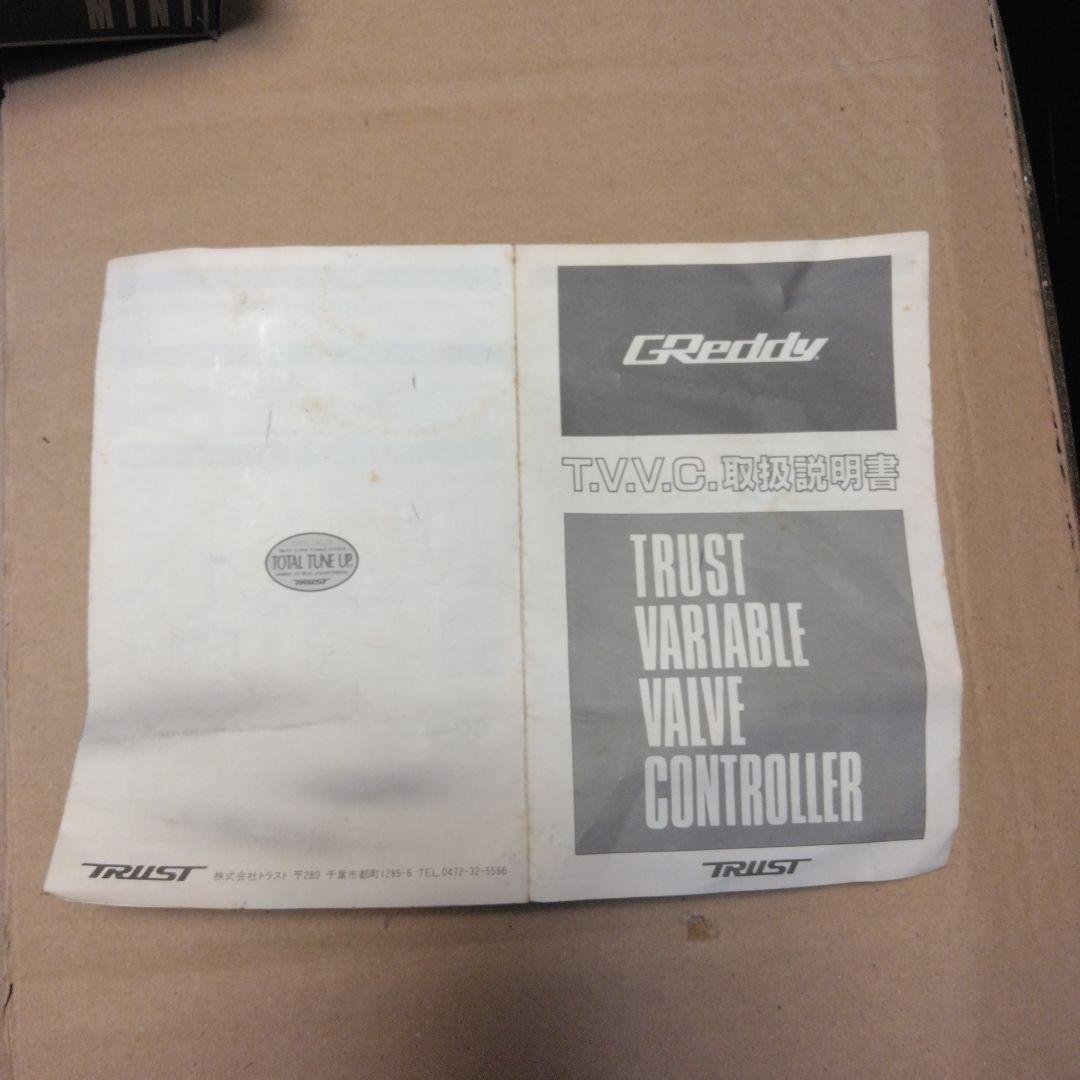 MINI
GReddy
T.V.V.C.取扱説明書
TRUST
VARIABLE
VALVE
CONTROLLER
TRUST
TOTAL TUNE UP.
TRUST
TRUST 株式会社トラスト 〒280 千葉市都町1285-6 TEL.0472-32-5556